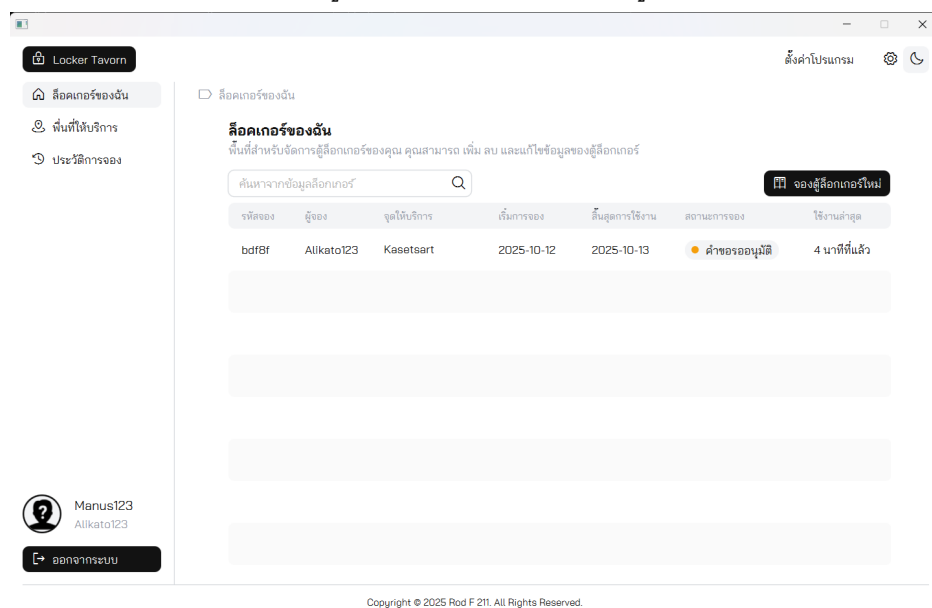 Locker Tavorn
ตั้งค่าโปรแกรม
ล็อคเกอร์ของฉัน
พื้นที่ให้บริการ
ประวัติการจอง
ล็อคเกอร์ของฉัน
ล็อคเกอร์ของฉัน
พื้นที่สำหรับจัดการตู้ล็อกเกอร์ของคุณ คุณสามารถ เพิ่ม ลบ และแก้ไขข้อมูลของตู้ล็อกเกอร์
ค้นหาจากข้อมูลล็อกเกอร์
จองตู้ล็อกเกอร์ใหม่
รหัสจอง ผู้จอง จุดให้บริการ เริ่มการจอง สิ้นสุดการใช้งาน สถานะการจอง ใช้งานล่าสุด
bdf8f Alikato123 Kasetsart 2025-10-12 2025-10-13 คำขอรออนุมัติ 4 นาทีที่แล้ว
Manus123
Alikato123
ออกจากระบบ
Copyright © 2025 Rod F 211. All Rights Reserved.